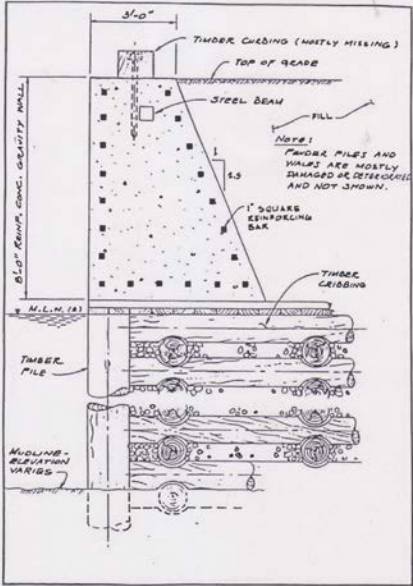 3'-0"
TIMBER CURBING (MOSTLY MISSING)
TOP OF GRADE
STEEL BEAM
FILL
NOTE:
FENDER PILES AND
WALES ARE MOSTLY
DAMAGED OR DETERIORATED
AND NOT SHOWN.
1
2.5
8'-0" REINF. CONC. GRAVITY WALL
1" SQUARE
REINFORCING
BAR
TIMBER
CRIBBING
M.L.W. (±)
TIMBER
PILE
MUDLINE-
ELEVATION
VARIES